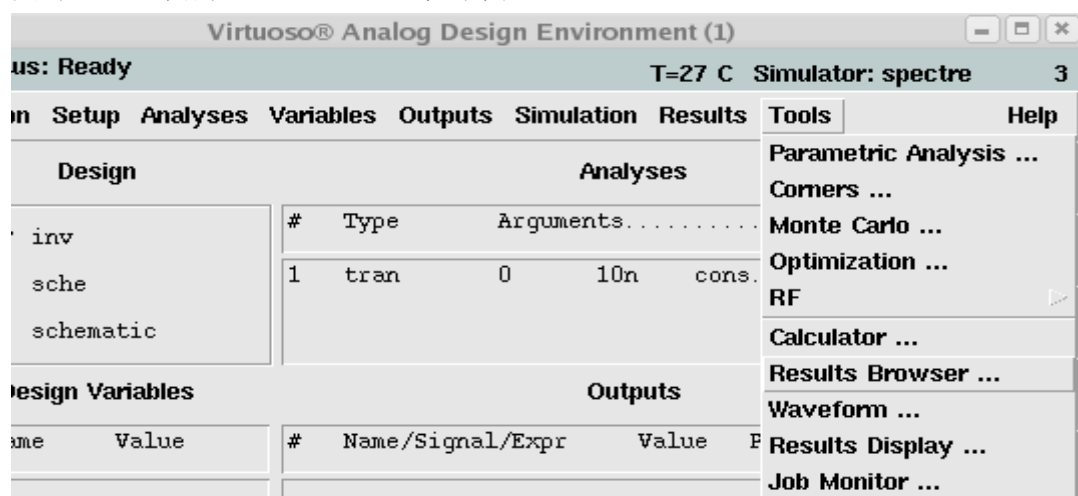 Virtuoso® Analog Design Environment (1)
us: Ready T=27 C Simulator: spectre 3
on Setup Analyses Variables Outputs Simulation Results Tools Help
Design Analyses
Parametric Analysis ...
Corners ...
# Type Arguments.......... Monte Carlo ...
inv
Optimization ...
1 tran 0 10n cons.
sche
RF
schematic
Calculator ...
Results Browser ...
Design Variables Outputs
Waveform ...
ame Value # Name/Signal/Expr Value P
Results Display ...
Job Monitor ...